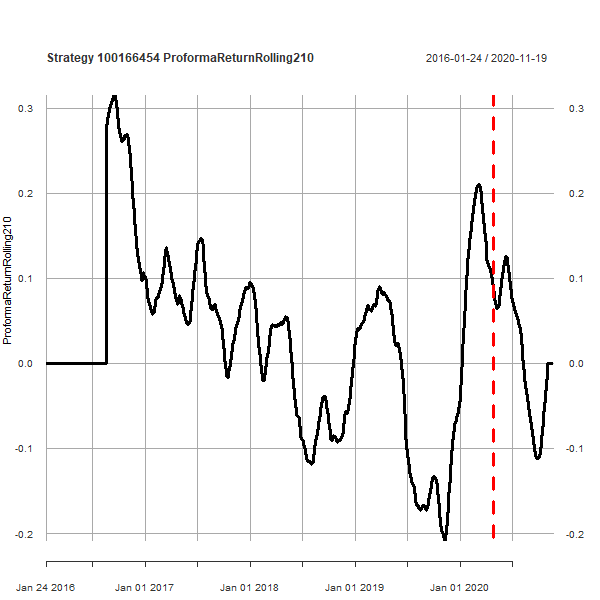 Strategy 100166454 ProformaReturnRolling210
2016-01-24 / 2020-11-19
0.3
0.3
0.2
0.2
0.1
0.1
0.0
0.0
-0.1
-0.1
-0.2
-0.2
ProformaReturnRolling210
Jan 24 2016
Jan 01 2017
Jan 01 2018
Jan 01 2019
Jan 01 2020